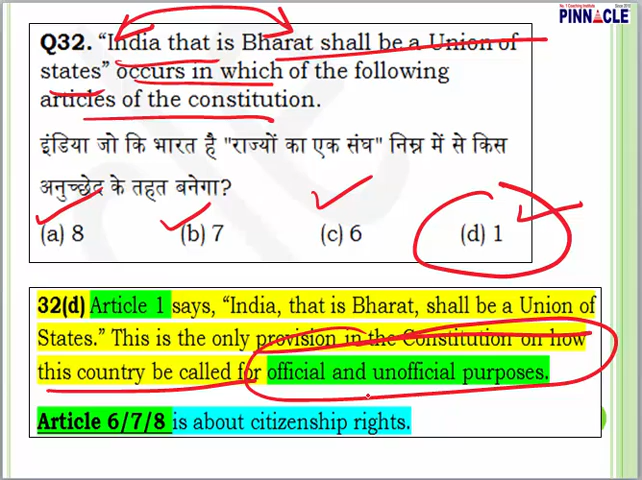 No. 1 Coaching Institute
Since 2010
PINNACLE
Q32. “India that is Bharat shall be a Union of
states” occurs in which of the following
articles of the constitution.
इंडिया जो कि भारत है "राज्यों का एक संघ" निम्न में से किस
अनुच्छेद के तहत बनेगा?
(a) 8 (b) 7 (c) 6 (d) 1
32(d) Article 1 says, “India, that is Bharat, shall be a Union of
States.” This is the only provision in the Constitution on how
this country be called for official and unofficial purposes.
Article 6/7/8 is about citizenship rights.